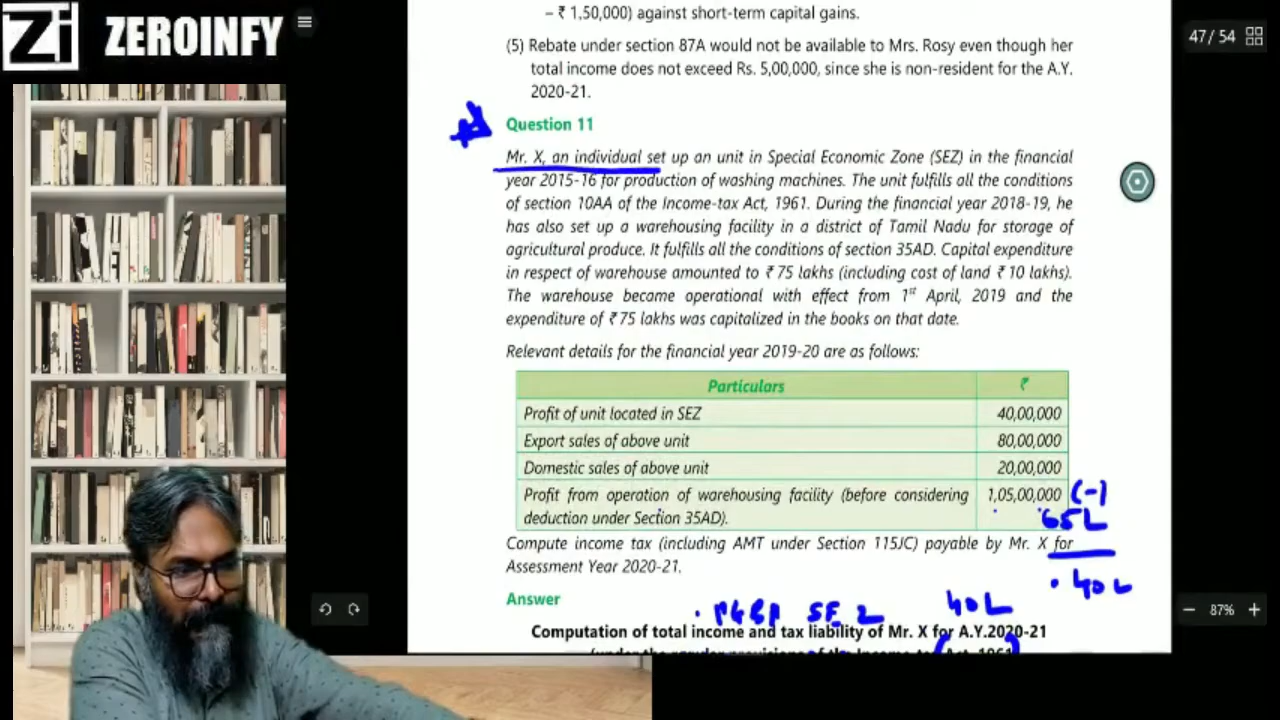 Zi ZEROINFY
47 / 54
– ₹ 1,50,000) against short-term capital gains.
(5) Rebate under section 87A would not be available to Mrs. Rosy even though her
total income does not exceed Rs. 5,00,000, since she is non-resident for the A.Y.
2020-21.
Question 11
Mr. X, an individual set up an unit in Special Economic Zone (SEZ) in the financial
year 2015-16 for production of washing machines. The unit fulfills all the conditions
of section 10AA of the Income-tax Act, 1961. During the financial year 2018-19, he
has also set up a warehousing facility in a district of Tamil Nadu for storage of
agricultural produce. It fulfills all the conditions of section 35AD. Capital expenditure
in respect of warehouse amounted to ₹ 75 lakhs (including cost of land ₹ 10 lakhs).
The warehouse became operational with effect from 1st April, 2019 and the
expenditure of ₹ 75 lakhs was capitalized in the books on that date.
Relevant details for the financial year 2019-20 are as follows:
Particulars ₹
Profit of unit located in SEZ 40,00,000
Export sales of above unit 80,00,000
Domestic sales of above unit 20,00,000
Profit from operation of warehousing facility (before considering 1,05,00,000 (-)
deduction under Section 35AD). 65L
Compute income tax (including AMT under Section 115JC) payable by Mr. X for
Assessment Year 2020-21.
40L
Answer
PGBP SEZ 40L
Computation of total income and tax liability of Mr. X for A.Y.2020-21
(under the regular provisions of the Income-tax Act, 1961)
87%